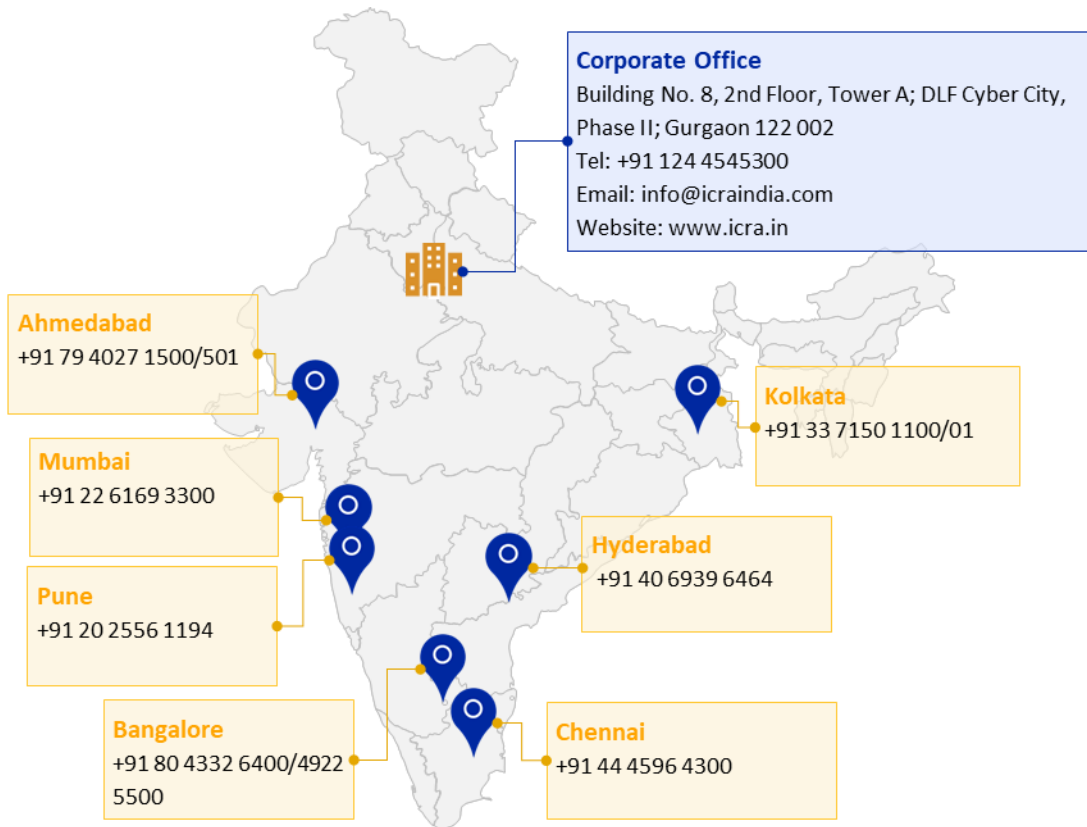 Corporate Office
Building No. 8, 2nd Floor, Tower A; DLF Cyber City,
Phase II; Gurgaon 122 002
Tel: +91 124 4545300
Email: info@icraindia.com
Website: www.icra.in
Ahmedabad
+91 79 4027 1500/501
Kolkata
+91 33 7150 1100/01
Mumbai
+91 22 6169 3300
Hyderabad
+91 40 6939 6464
Pune
+91 20 2556 1194
Bangalore
+91 80 4332 6400/4922
5500
Chennai
+91 44 4596 4300